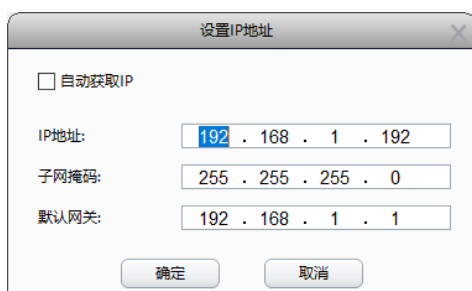 设置IP地址
自动获取IP
IP地址: 192 . 168 . 1 . 192
子网掩码: 255 . 255 . 255 . 0
默认网关: 192 . 168 . 1 . 1
确定 取消